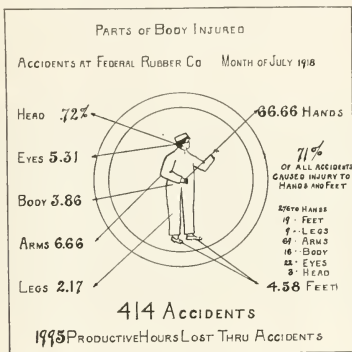 PARTS OF BODY INJURED
ACCIDENTS AT FEDERAL RUBBER CO MONTH OF JULY 1918
HEAD .72%
66.66 HANDS
EYES 5.31
71%
OF ALL ACCIDENTS
CAUSED INJURY TO
HANDS AND FEET
BODY 3.86
276 TO HANDS
19 · FEET
9 · LEGS
ARMS
16 · BODY
22 · EYES
3 · HEAD
ARMS 6.66
LEGS 2.17
4.58 FEET
414 ACCIDENTS
1995 PRODUCTIVE HOURS LOST THRU ACCIDENTS